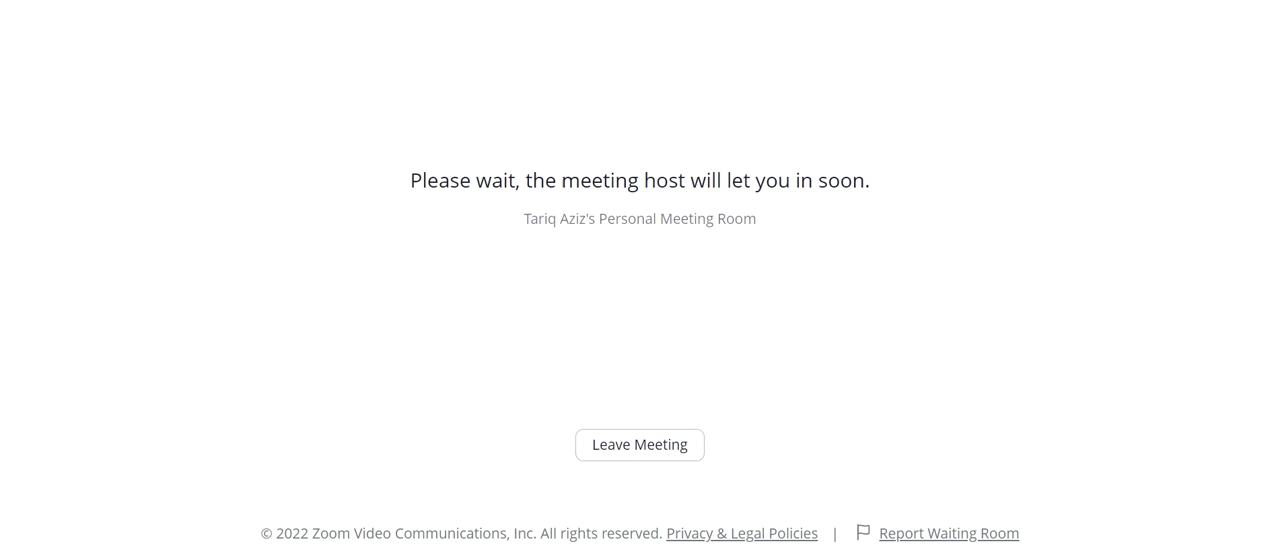 Please wait, the meeting host will let you in soon.
Tariq Aziz's Personal Meeting Room
Leave Meeting
© 2022 Zoom Video Communications, Inc. All rights reserved. Privacy & Legal Policies | Report Waiting Room